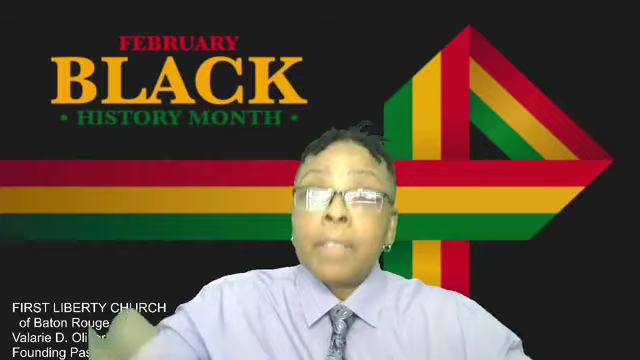 FEBRUARY
BLACK
• HISTORY MONTH •
FIRST LIBERTY CHURCH
of Baton Rouge
Valarie D.
Founding